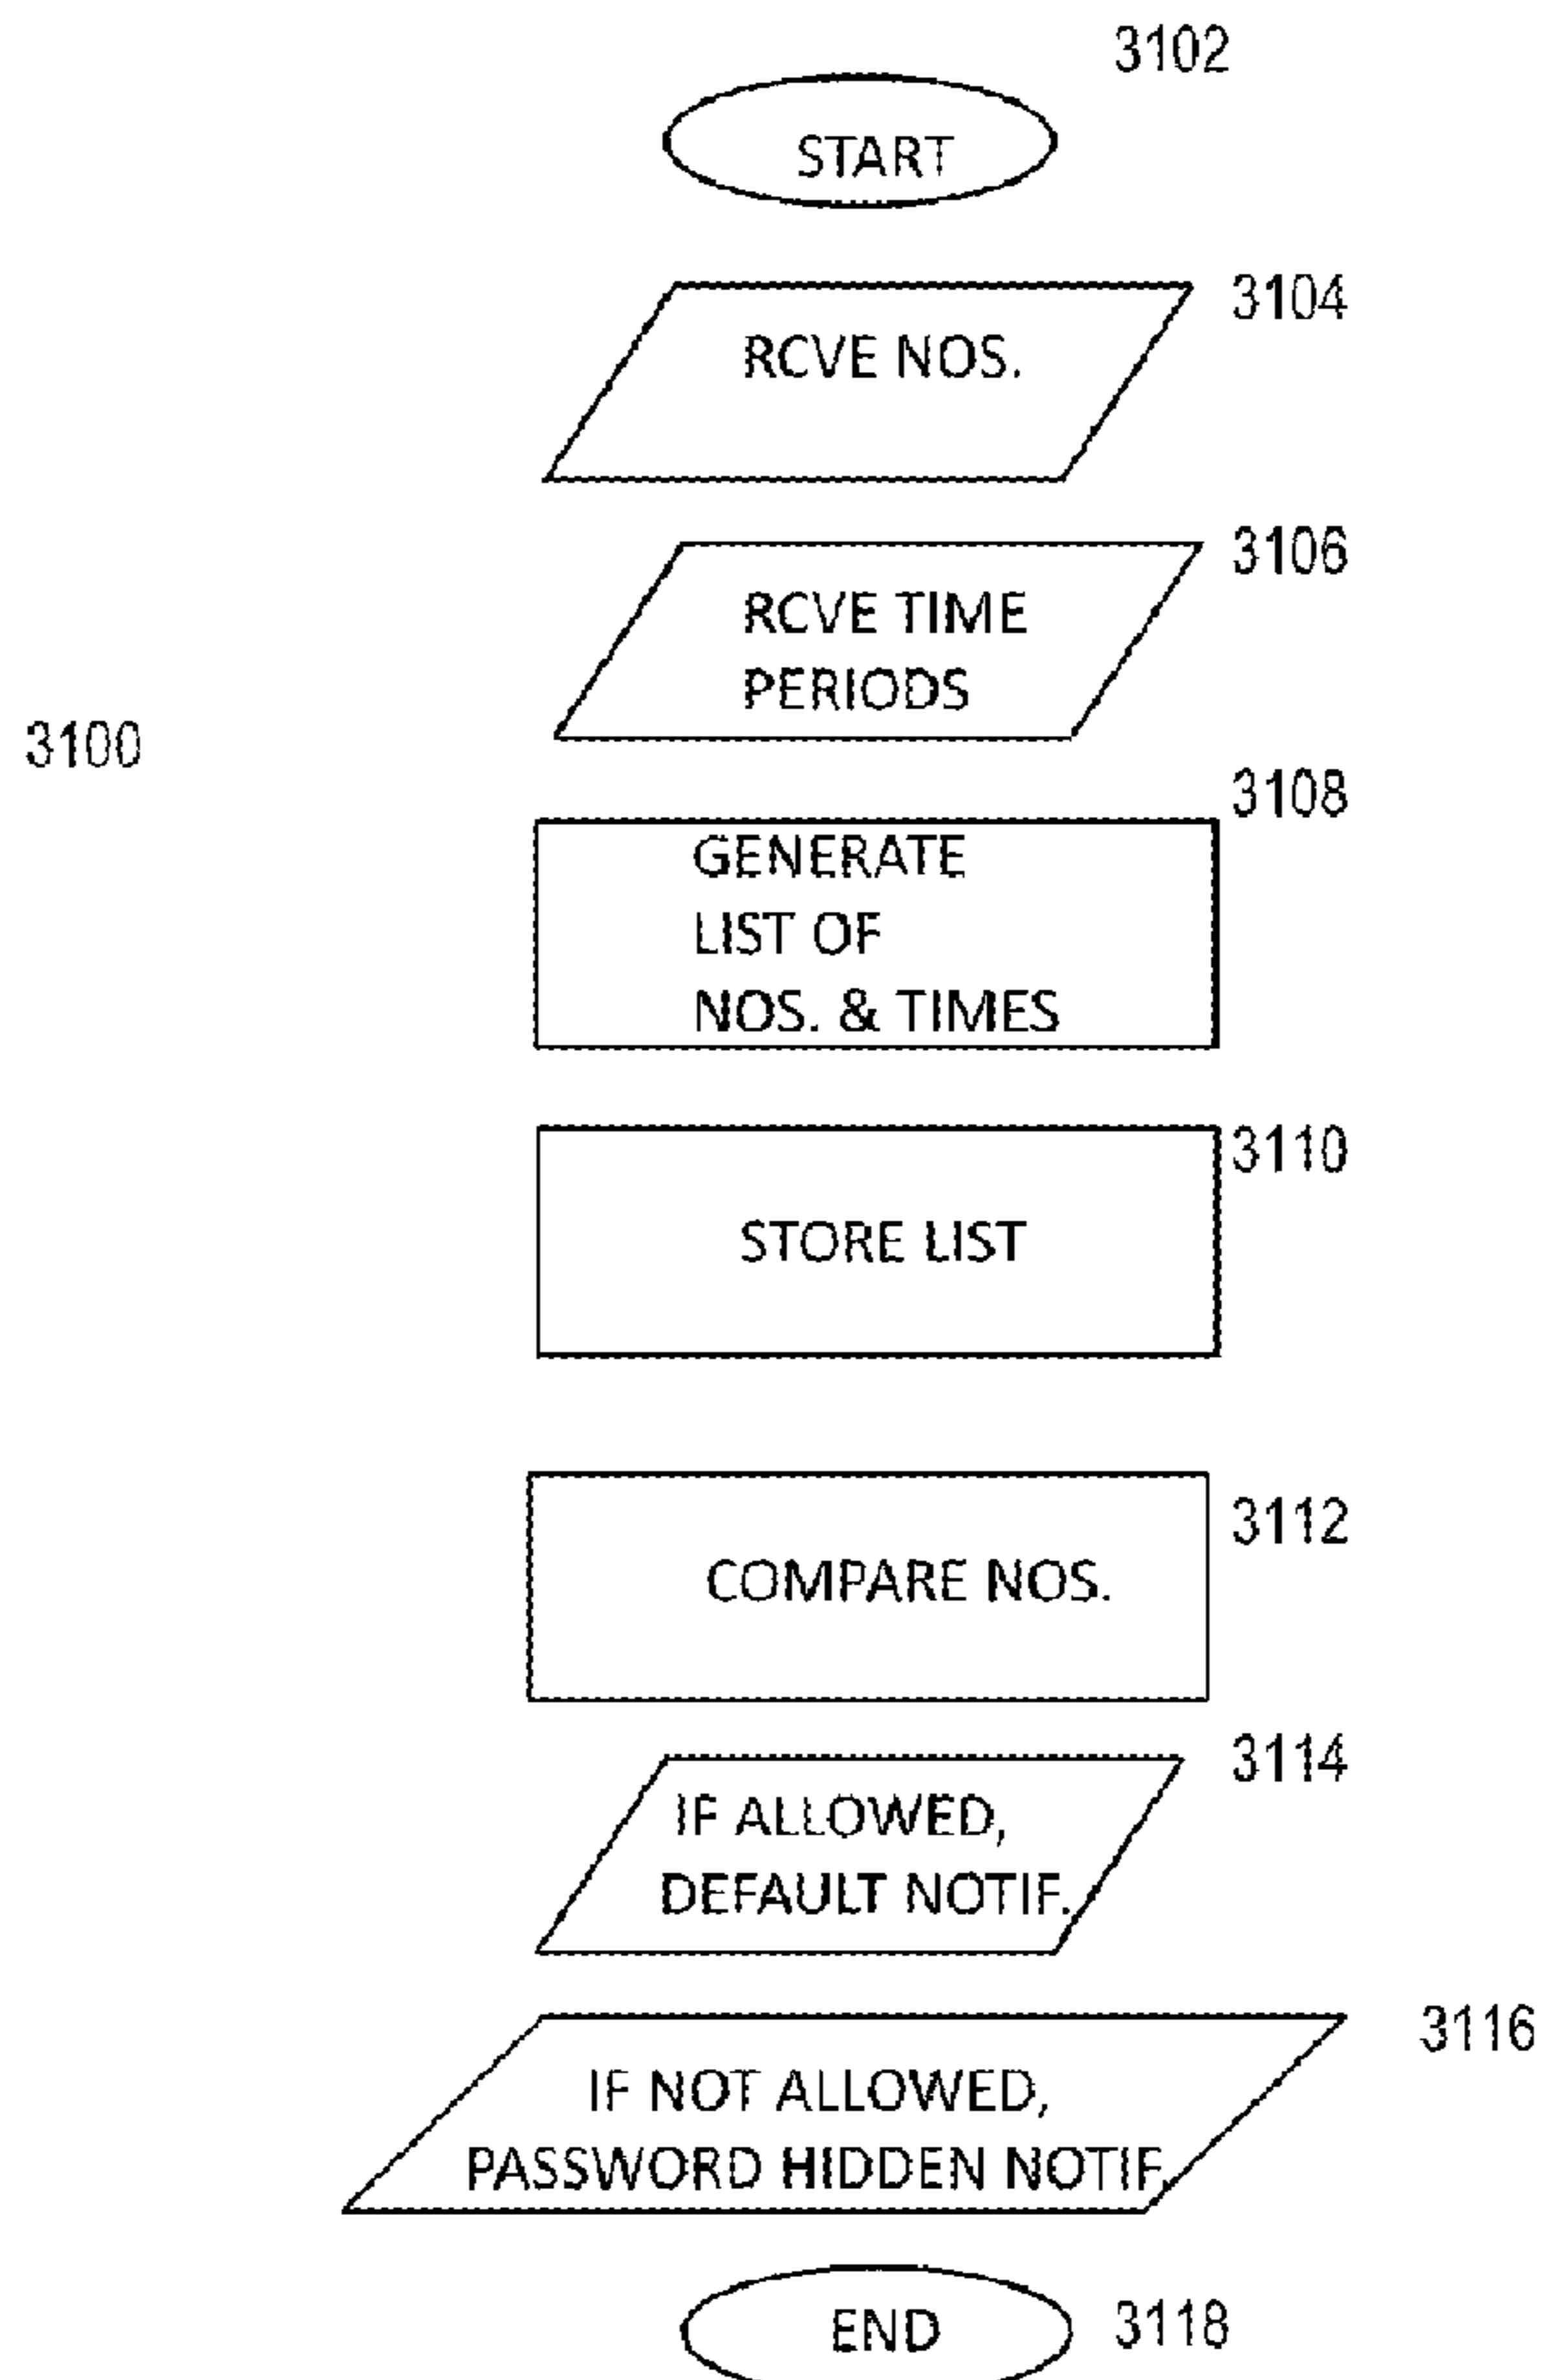 3102
START
3104
RCVE NOS.
3106
RCVE TIME
PERIODS
3100
3108
GENERATE
LIST OF
NOS. & TIMES
3110
STORE LIST
3112
COMPARE NOS.
3114
IF ALLOWED,
DEFAULT NOTIF.
3116
IF NOT ALLOWED,
PASSWORD HIDDEN NOTIF.
END
3118